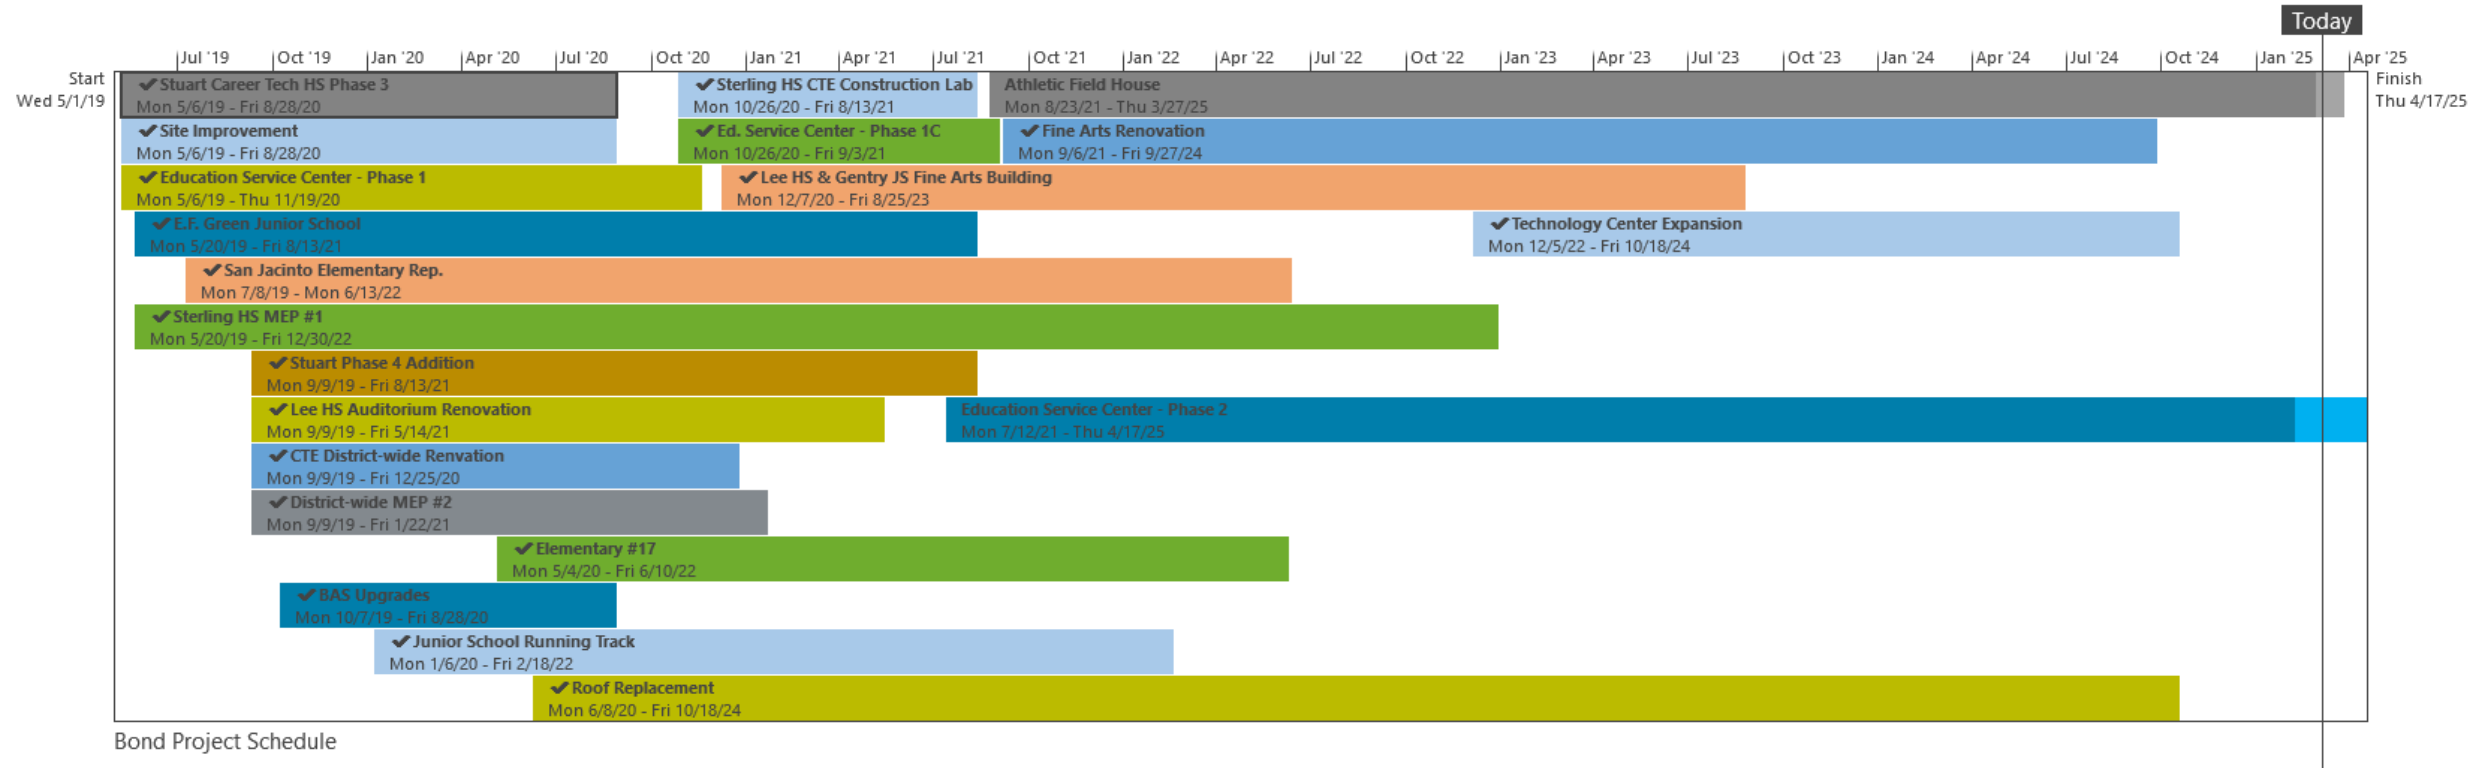 Today
Jul '19 Oct '19 Jan '20 Apr '20 Jul '20 Oct '20 Jan '21 Apr '21 Jul '21 Oct '21 Jan '22 Apr '22 Jul '22 Oct '22 Jan '23 Apr '23 Jul '23 Oct '23 Jan '24 Apr '24 Jul '24 Oct '24 Jan '25 Apr '25
Start
Wed 5/1/19
Finish
Thu 4/17/25
✔Stuart Career Tech HS Phase 3
Mon 5/6/19 - Fri 8/28/20
✔Sterling HS CTE Construction Lab
Mon 10/26/20 - Fri 8/13/21
Athletic Field House
Mon 8/23/21 - Thu 3/27/25
✔Site Improvement
Mon 5/6/19 - Fri 8/28/20
✔Ed. Service Center - Phase 1C
Mon 10/26/20 - Fri 9/3/21
✔Fine Arts Renovation
Mon 9/6/21 - Fri 9/27/24
✔Education Service Center - Phase 1
Mon 5/6/19 - Thu 11/19/20
✔Lee HS & Gentry JS Fine Arts Building
Mon 12/7/20 - Fri 8/25/23
✔E.F. Green Junior School
Mon 5/20/19 - Fri 8/13/21
✔Technology Center Expansion
Mon 12/5/22 - Fri 10/18/24
✔San Jacinto Elementary Rep.
Mon 7/8/19 - Mon 6/13/22
✔Sterling HS MEP #1
Mon 5/20/19 - Fri 12/30/22
✔Stuart Phase 4 Addition
Mon 9/9/19 - Fri 8/13/21
✔Lee HS Auditorium Renovation
Mon 9/9/19 - Fri 5/14/21
Education Service Center - Phase 2
Mon 7/12/21 - Thu 4/17/25
✔CTE District-wide Renvation
Mon 9/9/19 - Fri 12/25/20
✔District-wide MEP #2
Mon 9/9/19 - Fri 1/22/21
✔Elementary #17
Mon 5/4/20 - Fri 6/10/22
✔BAS Upgrades
Mon 10/7/19 - Fri 8/28/20
✔Junior School Running Track
Mon 1/6/20 - Fri 2/18/22
✔Roof Replacement
Mon 6/8/20 - Fri 10/18/24
Bond Project Schedule